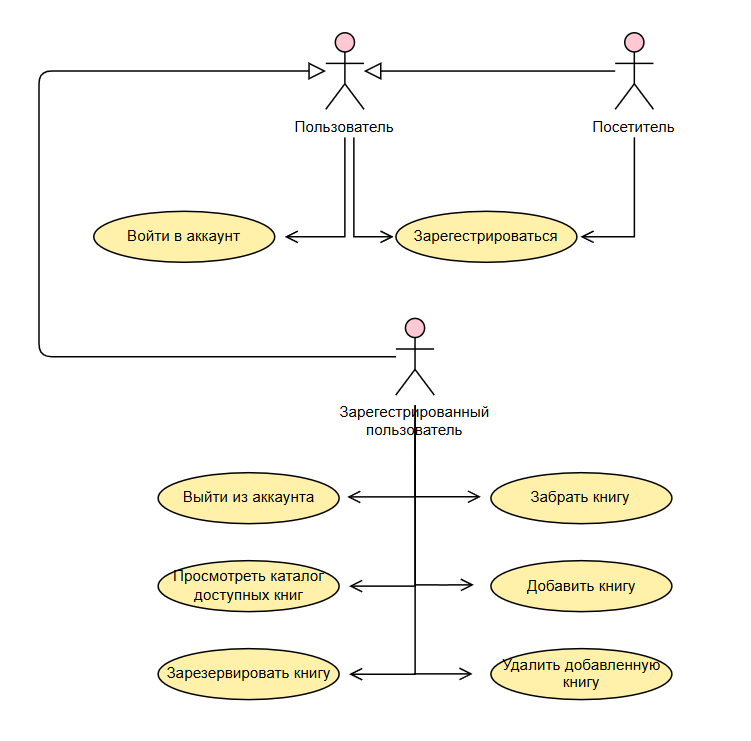 Пользователь
Посетитель
Войти в аккаунт
Зарегестрироваться
Зарегестрированный
пользователь
Выйти из аккаунта
Забрать книгу
Просмотреть каталог
доступных книг
Добавить книгу
Зарезервировать книгу
Удалить добавленную
книгу